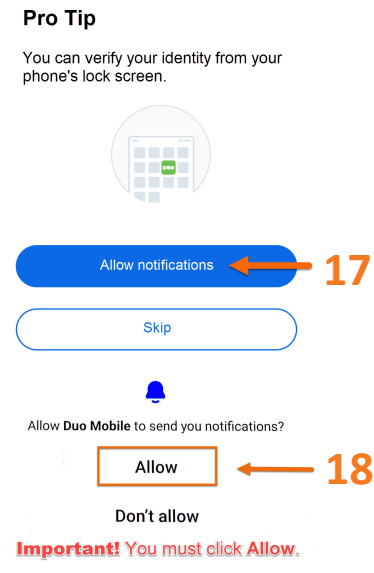 Pro Tip
You can verify your identity from your
phone's lock screen.
DUO
Allow notifications
17
Skip
Allow Duo Mobile to send you notifications?
Allow
18
Don't allow
Important! You must click Allow.